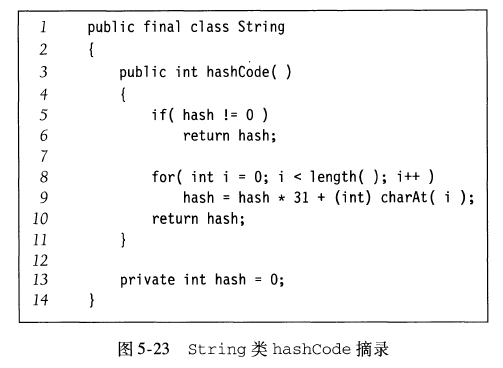 1 public final class String
2 {
3 public int hashCode( )
4 {
5 if( hash != 0 )
6 return hash;
7
8 for( int i = 0; i < length( ); i++ )
9 hash = hash * 31 + (int) charAt( i );
10 return hash;
11 }
12
13 private int hash = 0;
14 }
图 5-23 String 类 hashCode 摘录